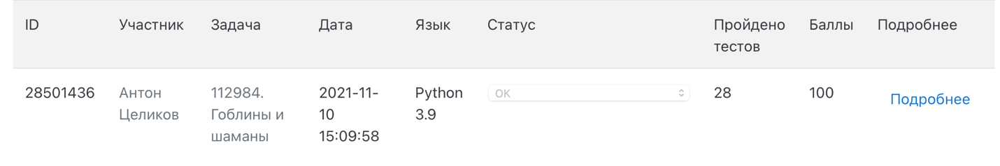 ID Участник Задача Дата Язык Статус Пройдено тестов Баллы Подробнее
28501436 Антон Целиков 112984. Гоблины и шаманы 2021-11-10 15:09:58 Python 3.9 OK 28 100 Подробнее